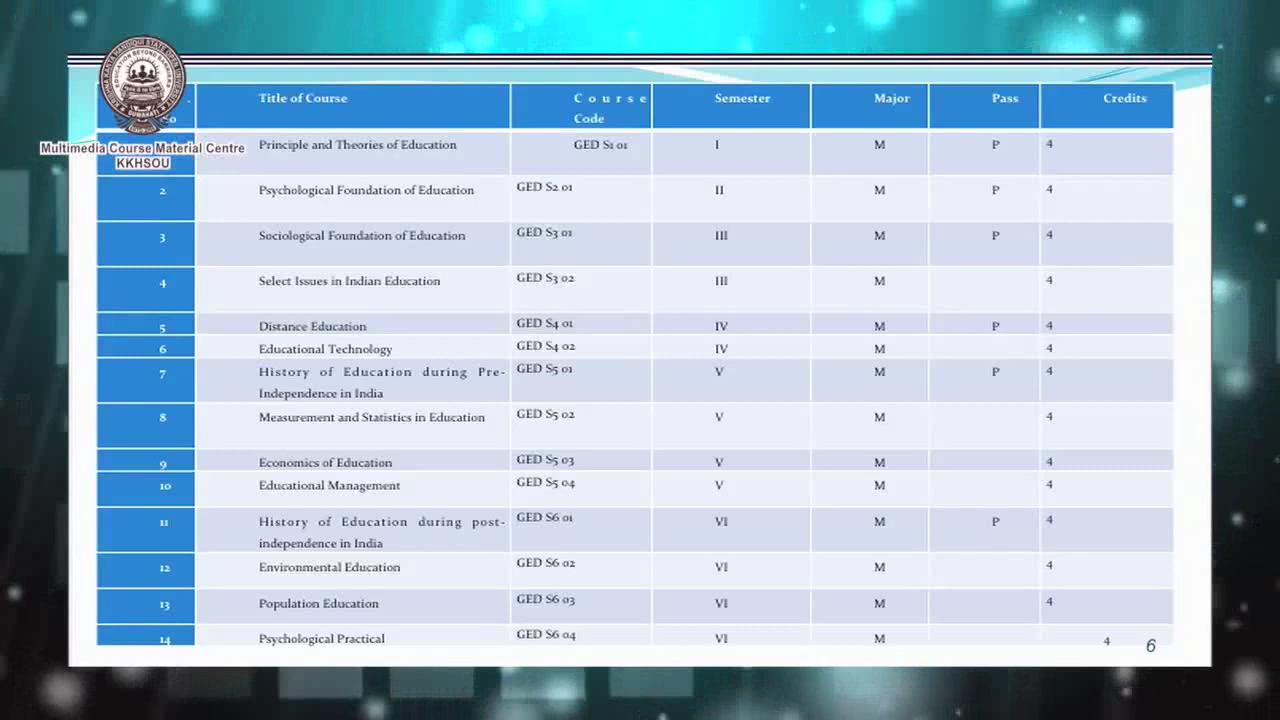 Title of Course Course Code Semester Major Pass Credits
Multimedia Course Material Centre
KKHSOU
Principle and Theories of Education GED S1 01 I M P 4
2 Psychological Foundation of Education GED S2 01 II M P 4
3 Sociological Foundation of Education GED S3 01 III M P 4
4 Select Issues in Indian Education GED S3 02 III M 4
5 Distance Education GED S4 01 IV M P 4
6 Educational Technology GED S4 02 IV M 4
7 History of Education during Pre- GED S5 01 V M P 4
Independence in India
8 Measurement and Statistics in Education GED S5 02 V M 4
9 Economics of Education GED S5 03 V M 4
10 Educational Management GED S5 04 V M 4
11 History of Education during post- GED S6 01 VI M P 4
independence in India
12 Environmental Education GED S6 02 VI M 4
13 Population Education GED S6 03 VI M 4
14 Psychological Practical GED S6 04 VI M 4
6